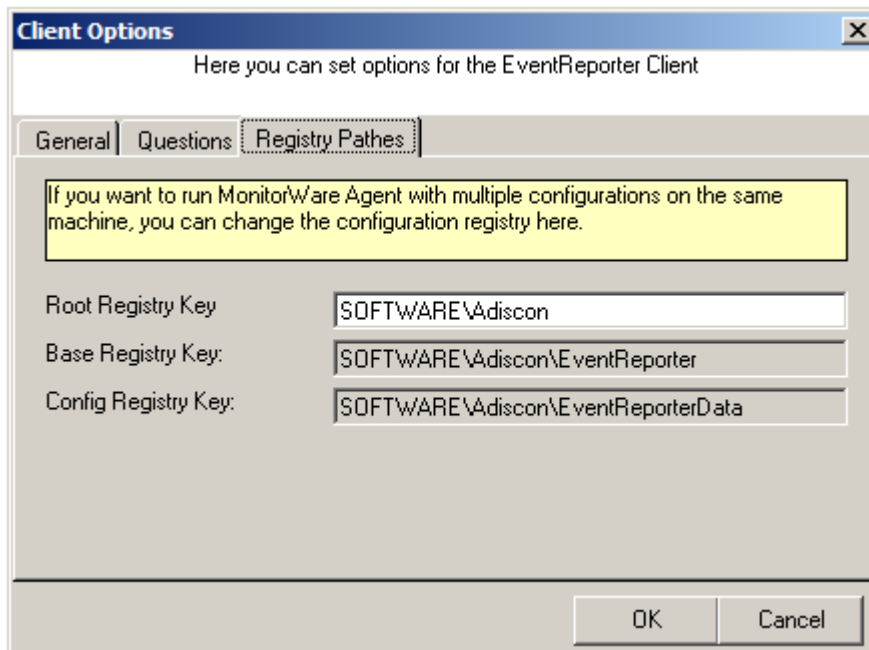 Client Options
Here you can set options for the EventReporter Client
General Questions Registry Pathes
If you want to run MonitorWare Agent with multiple configurations on the same
machine, you can change the configuration registry here.
Root Registry Key SOFTWARE\Adiscon
Base Registry Key: SOFTWARE\Adiscon\EventReporter
Config Registry Key: SOFTWARE\Adiscon\EventReporterData
OK Cancel